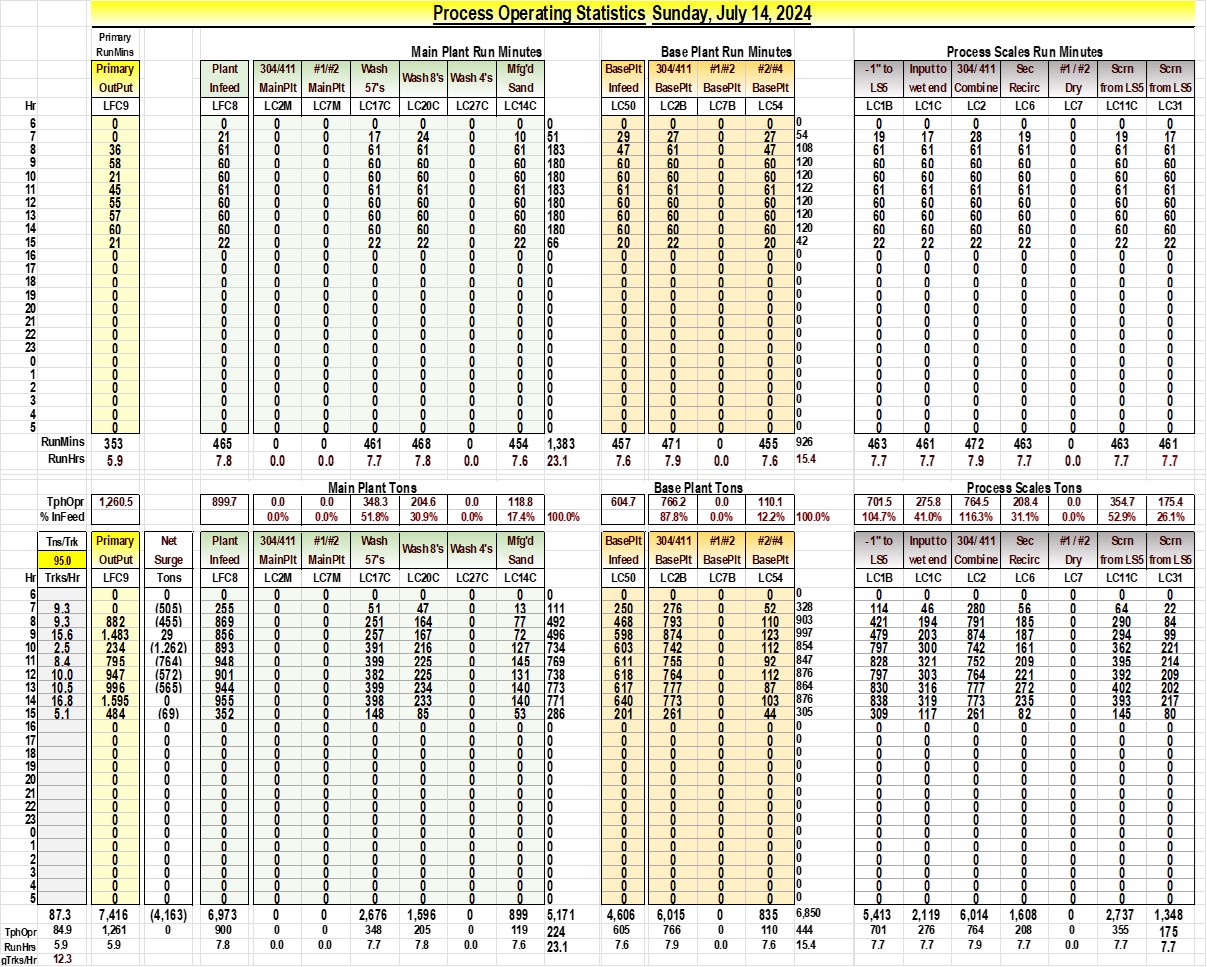 Process Operating Statistics Sunday, July 14, 2024
Primary
RunMins Main Plant Run Minutes Base Plant Run Minutes Process Scales Run Minutes
Primary Plant 304/411 #1/#2 Wash Wash 8's Wash 4's Mfg'd BasePlt 304/411 #1/#2 #2/#4 -1" to Input to 304/ 411 Sec #1 / #2 Scrn Scrn
OutPut Infeed MainPlt MainPlt 57's Sand Infeed BasePlt BasePlt BasePlt LS5 wet end Combine Recirc Dry from LS5 from LS5
Hr LFC9 LFC8 LC2M LC7M LC17C LC20C LC27C LC14C LC50 LC2B LC7B LC54 LC1B LC1C LC2 LC6 LC7 LC11C LC31
6 0 0 0 0 0 0 0 0 0 0 0 0 0 0 0 0 0 0 0 0 0
7 0 21 0 0 17 24 0 10 51 29 27 0 27 54 19 17 28 19 0 19 17
8 36 61 0 0 61 61 0 61 183 47 61 0 47 108 61 61 61 61 0 61 61
9 58 60 0 0 60 60 0 60 180 60 60 0 60 120 60 60 60 60 0 60 60
10 21 60 0 0 60 60 0 60 180 60 60 0 60 120 60 60 60 60 0 60 60
11 45 61 0 0 61 61 0 61 183 61 61 0 61 122 61 61 61 61 0 61 61
12 55 60 0 0 60 60 0 60 180 60 60 0 60 120 60 60 60 60 0 60 60
13 57 60 0 0 60 60 0 60 180 60 60 0 60 120 60 60 60 60 0 60 60
14 60 60 0 0 60 60 0 60 180 60 60 0 60 120 60 60 60 60 0 60 60
15 21 22 0 0 22 22 0 22 66 20 22 0 20 42 22 22 22 22 0 22 22
16 0 0 0 0 0 0 0 0 0 0 0 0 0 0 0 0 0 0 0 0 0
17 0 0 0 0 0 0 0 0 0 0 0 0 0 0 0 0 0 0 0 0 0
18 0 0 0 0 0 0 0 0 0 0 0 0 0 0 0 0 0 0 0 0 0
19 0 0 0 0 0 0 0 0 0 0 0 0 0 0 0 0 0 0 0 0 0
20 0 0 0 0 0 0 0 0 0 0 0 0 0 0 0 0 0 0 0 0 0
21 0 0 0 0 0 0 0 0 0 0 0 0 0 0 0 0 0 0 0 0 0
22 0 0 0 0 0 0 0 0 0 0 0 0 0 0 0 0 0 0 0 0 0
23 0 0 0 0 0 0 0 0 0 0 0 0 0 0 0 0 0 0 0 0 0
0 0 0 0 0 0 0 0 0 0 0 0 0 0 0 0 0 0 0 0 0 0
1 0 0 0 0 0 0 0 0 0 0 0 0 0 0 0 0 0 0 0 0 0
2 0 0 0 0 0 0 0 0 0 0 0 0 0 0 0 0 0 0 0 0 0
3 0 0 0 0 0 0 0 0 0 0 0 0 0 0 0 0 0 0 0 0 0
4 0 0 0 0 0 0 0 0 0 0 0 0 0 0 0 0 0 0 0 0 0
5 0 0 0 0 0 0 0 0 0 0 0 0 0 0 0 0 0 0 0 0 0
RunMins 353 465 0 0 461 468 0 454 1,383 457 471 0 455 926 463 461 472 463 0 463 461
RunHrs 5.9 7.8 0.0 0.0 7.7 7.8 0.0 7.6 23.1 7.6 7.9 0.0 7.6 15.4 7.7 7.7 7.9 7.7 0.0 7.7 7.7
Main Plant Tons Base Plant Tons Process Scales Tons
TphOpr 1,260.5 899.7 0.0 0.0 348.3 204.6 0.0 118.8 604.7 766.2 0.0 110.1 701.5 275.8 764.5 208.4 0.0 354.7 175.4
% InFeed 0.0% 0.0% 51.8% 30.9% 0.0% 17.4% 100.0% 87.8% 0.0% 12.2% 100.0% 104.7% 41.0% 116.3% 31.1% 0.0% 52.9% 26.1%
Tns/Trk Primary Net Plant 304/411 #1/#2 Wash Wash 8's Wash 4's Mfg'd BasePlt 304/411 #1/#2 #2/#4 -1" to Input to 304/ 411 Sec #1 / #2 Scrn Scrn
95.0 OutPut Surge Infeed MainPlt MainPlt 57's Sand Infeed BasePlt BasePlt BasePlt LS5 wet end Combine Recirc Dry from LS5 from LS5
Hr Trks/Hr LFC9 Tons LFC8 LC2M LC7M LC17C LC20C LC27C LC14C LC50 LC2B LC7B LC54 LC1B LC1C LC2 LC6 LC7 LC11C LC31
6 0 0 0 0 0 0 0 0 0 0 0 0 0 0 0 0 0 0 0 0 0 0
7 9.3 0 (505) 255 0 0 51 47 0 13 111 250 276 0 52 328 114 46 280 56 0 64 22
8 9.3 882 (455) 869 0 0 251 164 0 77 492 468 793 0 110 903 421 194 791 185 0 290 84
9 15.6 1,483 29 856 0 0 257 167 0 72 496 598 874 0 123 997 479 203 874 187 0 294 99
10 2.5 234 (1,262) 893 0 0 391 216 0 127 734 603 742 0 112 854 797 300 742 161 0 362 221
11 8.4 795 (764) 948 0 0 399 225 0 145 769 611 755 0 92 847 828 321 752 209 0 395 214
12 10.0 947 (572) 901 0 0 382 225 0 131 738 618 764 0 112 876 797 303 764 221 0 392 209
13 10.5 996 (565) 944 0 0 399 234 0 140 773 617 777 0 87 864 830 316 777 272 0 402 202
14 16.8 1,595 0 955 0 0 398 233 0 140 771 640 773 0 103 876 838 319 773 235 0 393 217
15 5.1 484 (69) 352 0 0 148 85 0 53 286 201 261 0 44 305 309 117 261 82 0 145 80
16 0 0 0 0 0 0 0 0 0 0 0 0 0 0 0 0 0 0 0 0 0 0
17 0 0 0 0 0 0 0 0 0 0 0 0 0 0 0 0 0 0 0 0 0 0
18 0 0 0 0 0 0 0 0 0 0 0 0 0 0 0 0 0 0 0 0 0 0
19 0 0 0 0 0 0 0 0 0 0 0 0 0 0 0 0 0 0 0 0 0 0
20 0 0 0 0 0 0 0 0 0 0 0 0 0 0 0 0 0 0 0 0 0 0
21 0 0 0 0 0 0 0 0 0 0 0 0 0 0 0 0 0 0 0 0 0 0
22 0 0 0 0 0 0 0 0 0 0 0 0 0 0 0 0 0 0 0 0 0 0
23 0 0 0 0 0 0 0 0 0 0 0 0 0 0 0 0 0 0 0 0 0 0
0 0 0 0 0 0 0 0 0 0 0 0 0 0 0 0 0 0 0 0 0 0 0
1 0 0 0 0 0 0 0 0 0 0 0 0 0 0 0 0 0 0 0 0 0 0
2 0 0 0 0 0 0 0 0 0 0 0 0 0 0 0 0 0 0 0 0 0 0
3 0 0 0 0 0 0 0 0 0 0 0 0 0 0 0 0 0 0 0 0 0 0
4 0 0 0 0 0 0 0 0 0 0 0 0 0 0 0 0 0 0 0 0 0 0
5 0 0 0 0 0 0 0 0 0 0 0 0 0 0 0 0 0 0 0 0 0 0
87.3 7,416 (4,163) 6,973 0 0 2,676 1,596 0 899 5,171 4,606 6,015 0 835 6,850 5,413 2,119 6,014 1,608 0 2,737 1,348
TphOpr 84.9 1,261 0 900 0 0 348 205 0 119 224 605 766 0 110 444 701 276 764 208 0 355 175
RunHrs 5.9 5.9 7.8 0.0 0.0 7.7 7.8 0.0 7.6 23.1 7.6 7.9 0.0 7.6 15.4 7.7 7.7 7.9 7.7 0.0 7.7 7.7
gTrks/Hr 12.3